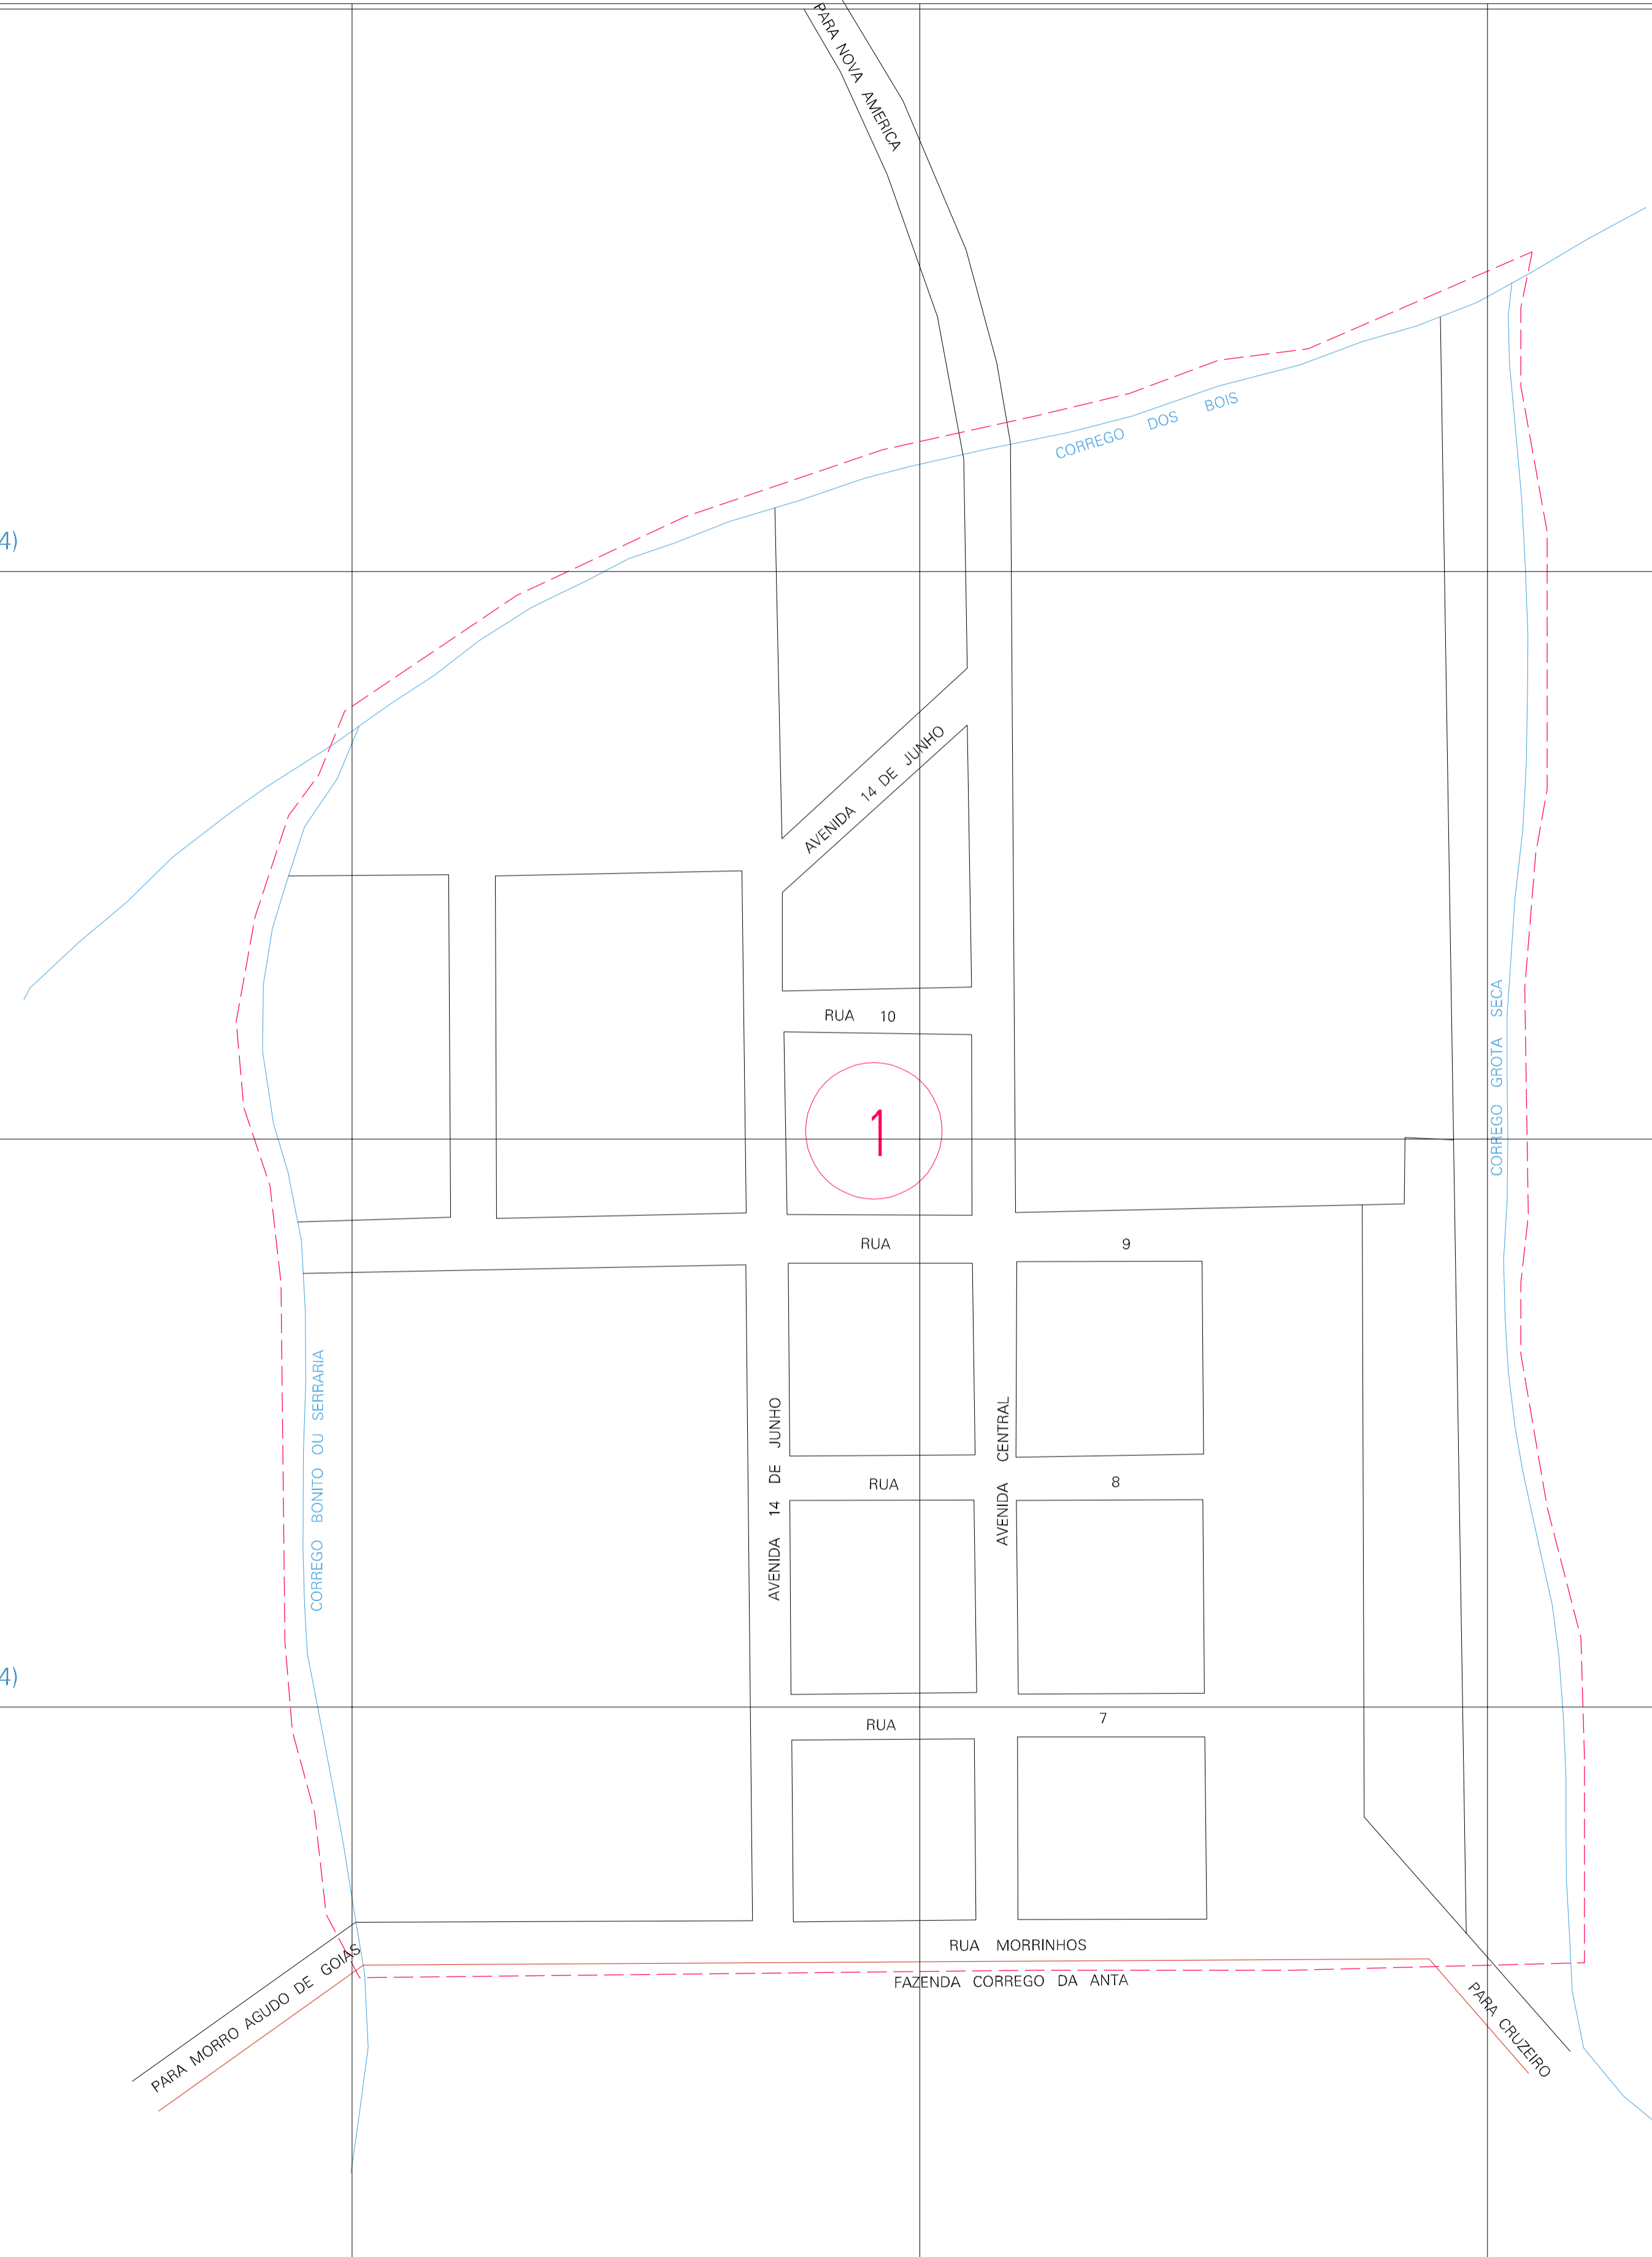 PARA NOVA AMERICA
CORREGO DOS BOIS
4)
AVENIDA 14 DE JUNHO
RUA 10
CORREGO GROTA SECA
1
RUA 9
CORREGO BONITO OU SERRARIA
AVENIDA 14 DE JUNHO
AVENIDA CENTRAL
RUA 8
4)
RUA 7
RUA MORRINHOS
PARA MORRO AGUDO DE GOIAS
FAZENDA CORREGO DA ANTA
PARA CRUZEIRO